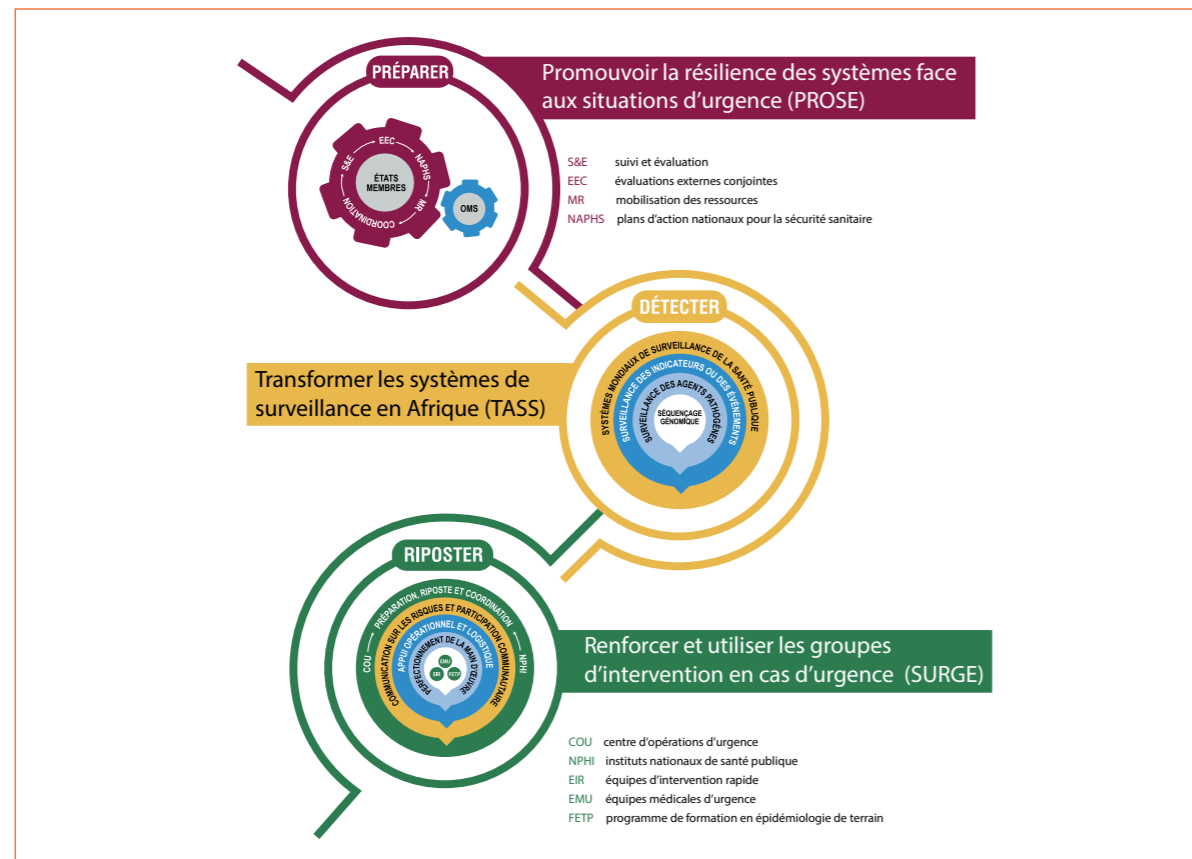 PRÉPARER
Promouvoir la résilience des systèmes face
aux situations d’urgence (PROSE)
S&E
EEC
NAPHS
MR
COORDINATION
ÉTATS
MEMBRES
OMS
S&E suivi et évaluation
EEC évaluations externes conjointes
MR mobilisation des ressources
NAPHS plans d’action nationaux pour la sécurité sanitaire
DÉTECTER
Transformer les systèmes de
surveillance en Afrique (TASS)
SYSTÈMES MONDIAUX DE SURVEILLANCE DE LA SANTÉ PUBLIQUE
SURVEILLANCE DES INDICATEURS OU DES ÉVÉNEMENTS
SURVEILLANCE DES AGENTS PATHOGÈNES
SÉQUENÇAGE
GÉNOMIQUE
RIPOSTER
COU
PRÉPARATION, RIPOSTE ET COORDINATION
NPHI
COMMUNICATION SUR LES RISQUES ET PARTICIPATION COMMUNAUTAIRE
APPUI OPÉRATIONNEL ET LOGISTIQUE
PERFECTIONNEMENT DE LA MAIN D’ŒUVRE
EMU
EIR
FETP
Renforcer et utiliser les groupes
d’intervention en cas d’urgence (SURGE)
COU centre d’opérations d’urgence
NPHI instituts nationaux de santé publique
EIR équipes d’intervention rapide
EMU équipes médicales d’urgence
FETP programme de formation en épidémiologie de terrain